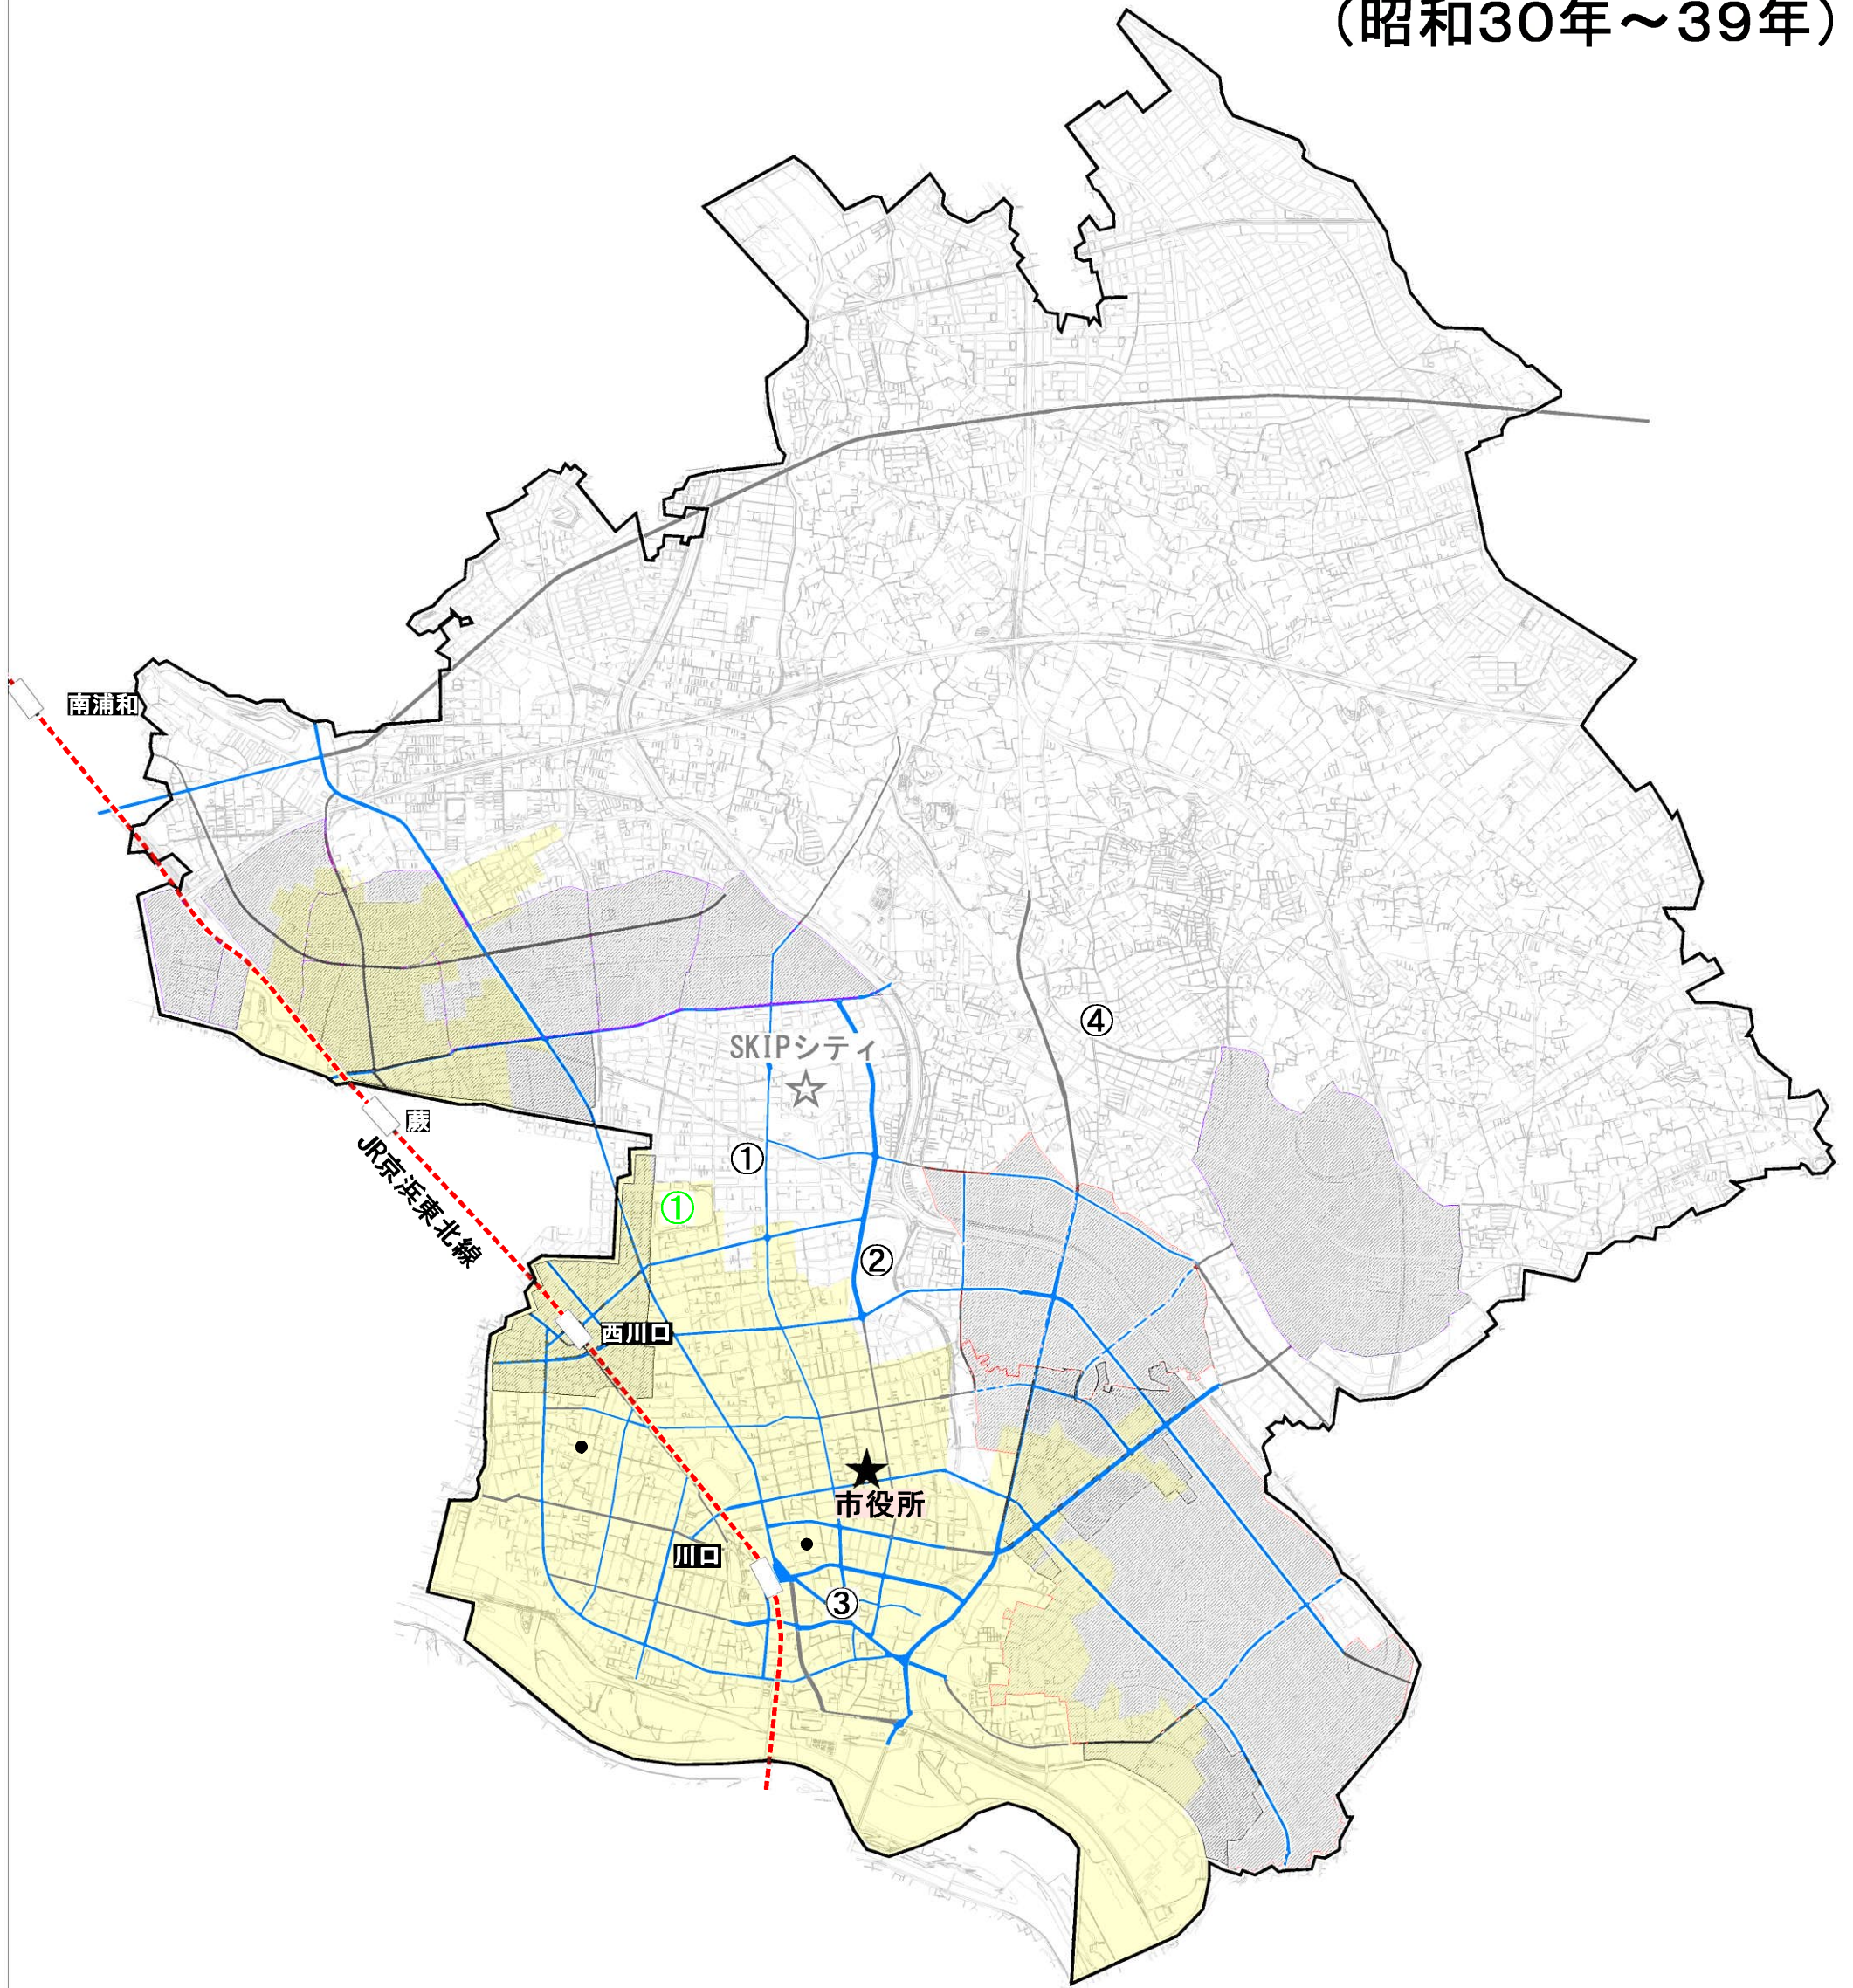 （昭和30年～39年）
南浦和
④
SKIPシティ
蕨
JR京浜東北線
①
①
②
西川口
市役所
川口
③